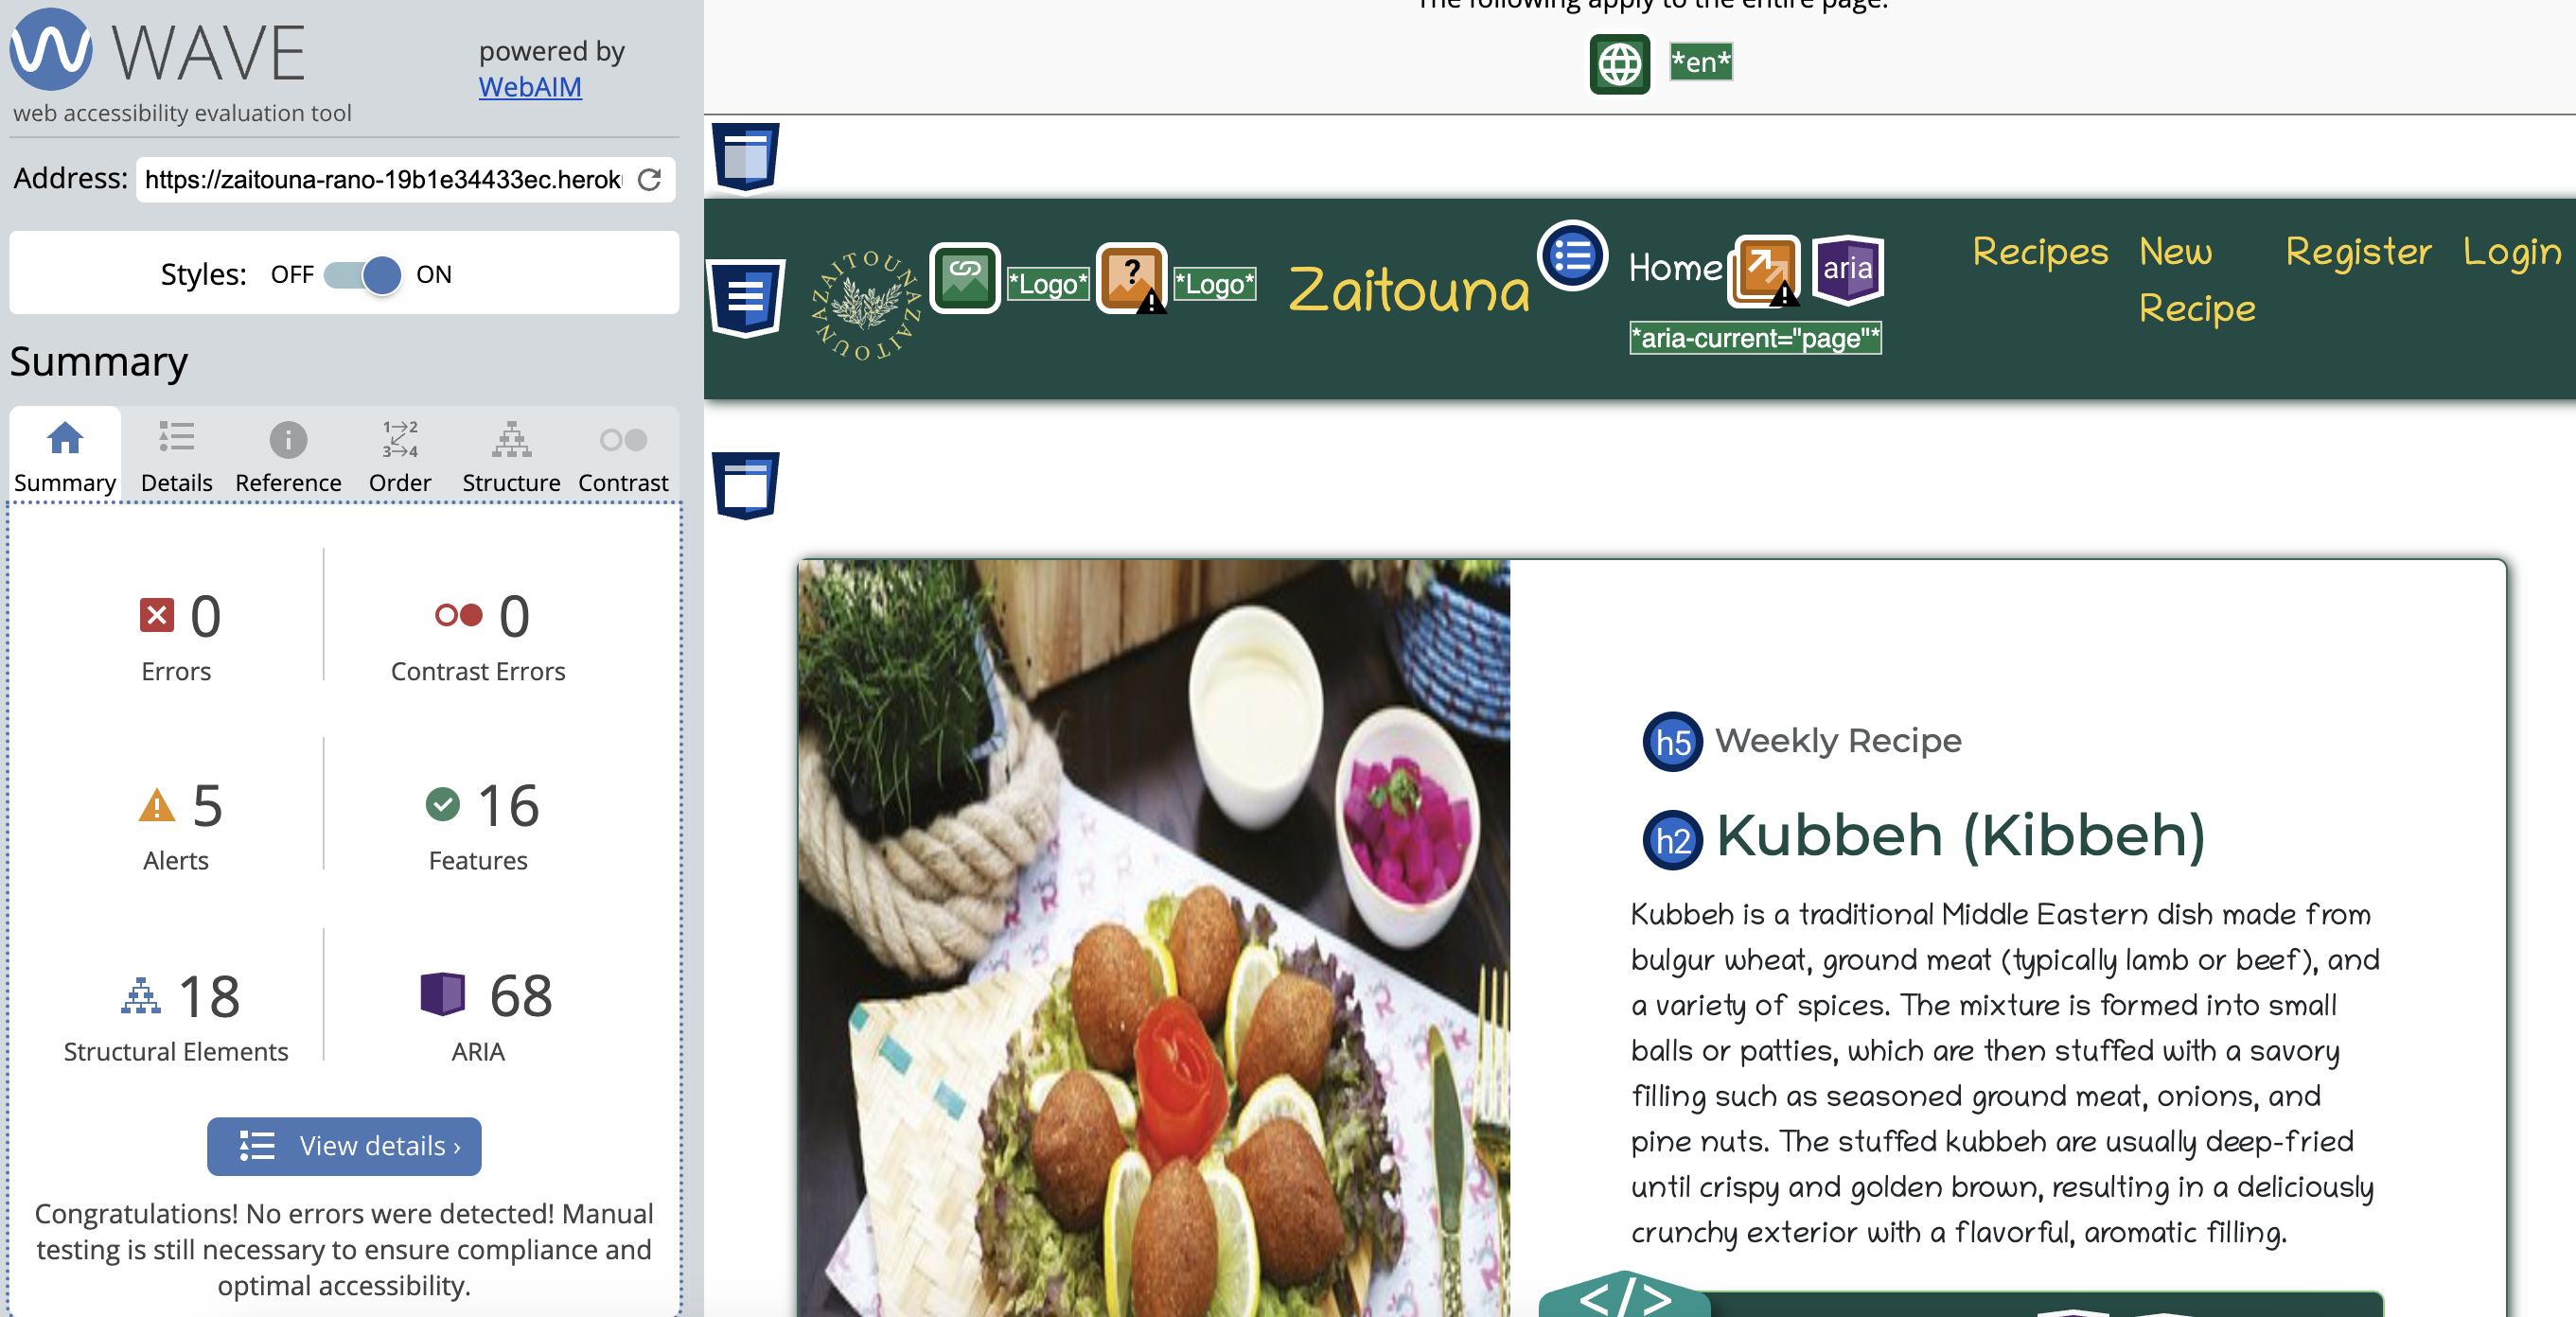 WAVE
powered by
WebAIM
web accessibility evaluation tool
Address: https://zaitouna-rano-19b1e34433ec.herok
Styles: OFF ON
Summary
1→2
3→4
Summary Details Reference Order Structure Contrast
0 0
Errors Contrast Errors
5 16
Alerts Features
18 68
Structural Elements ARIA
View details ›
Congratulations! No errors were detected! Manual
testing is still necessary to ensure compliance and
optimal accessibility.
The following apply to the entire page:
*en*
ZAITOUNA ZAITOUNA
*Logo* ? *Logo* Zaitouna Home aria Recipes New Register Login
Recipe
*aria-current="page"*
h5 Weekly Recipe
h2 Kubbeh (Kibbeh)
Kubbeh is a traditional Middle Eastern dish made from
bulgur wheat, ground meat (typically lamb or beef), and
a variety of spices. The mixture is formed into small
balls or patties, which are then stuffed with a savory
filling such as seasoned ground meat, onions, and
pine nuts. The stuffed kubbeh are usually deep-fried
until crispy and golden brown, resulting in a deliciously
crunchy exterior with a flavorful, aromatic filling.
</>